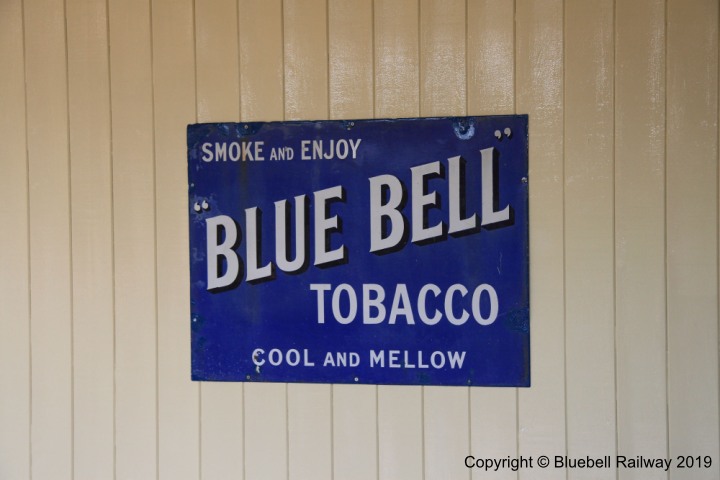 SMOKE AND ENJOY
"BLUE BELL"
TOBACCO
COOL AND MELLOW
Copyright © Bluebell Railway 2019